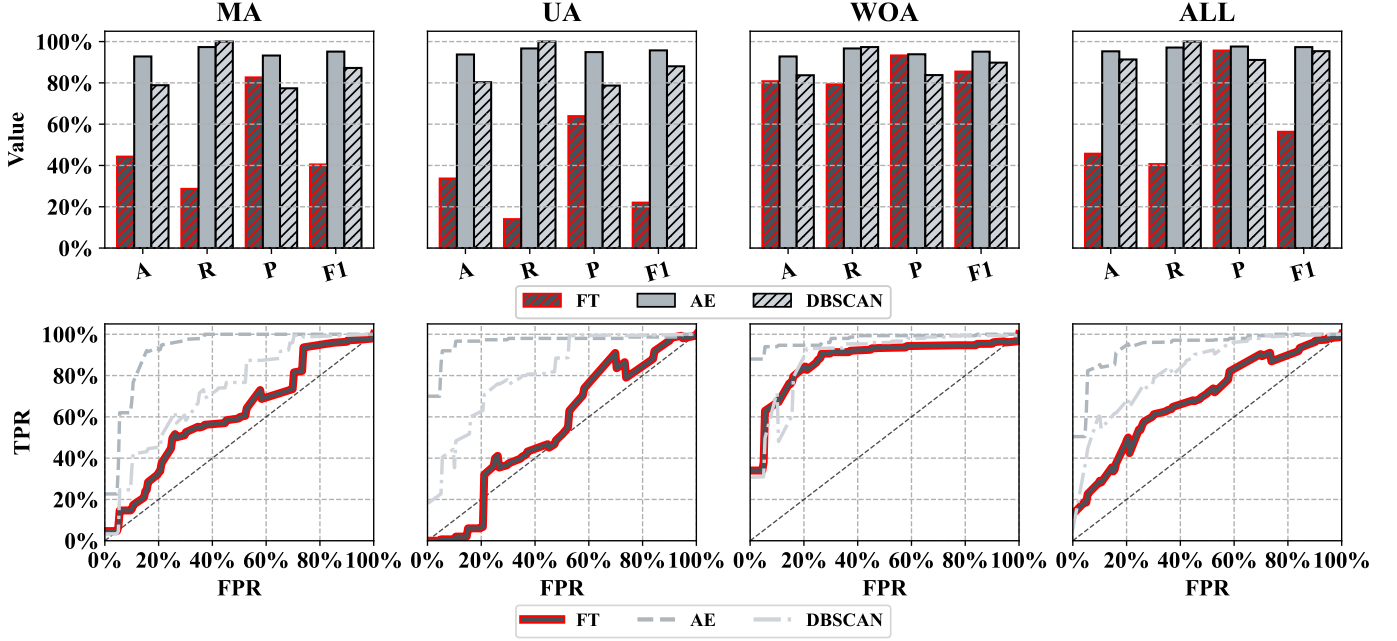 MA UA WOA ALL
Value
100%
80%
60%
40%
20%
0%
A R P F1 A R P F1 A R P F1 A R P F1
FT AE DBSCAN
TPR
100%
80%
60%
40%
20%
0%
0% 20% 40% 60% 80% 100% 0% 20% 40% 60% 80% 100% 0% 20% 40% 60% 80% 100% 0% 20% 40% 60% 80% 100%
FPR FPR FPR FPR
FT AE DBSCAN